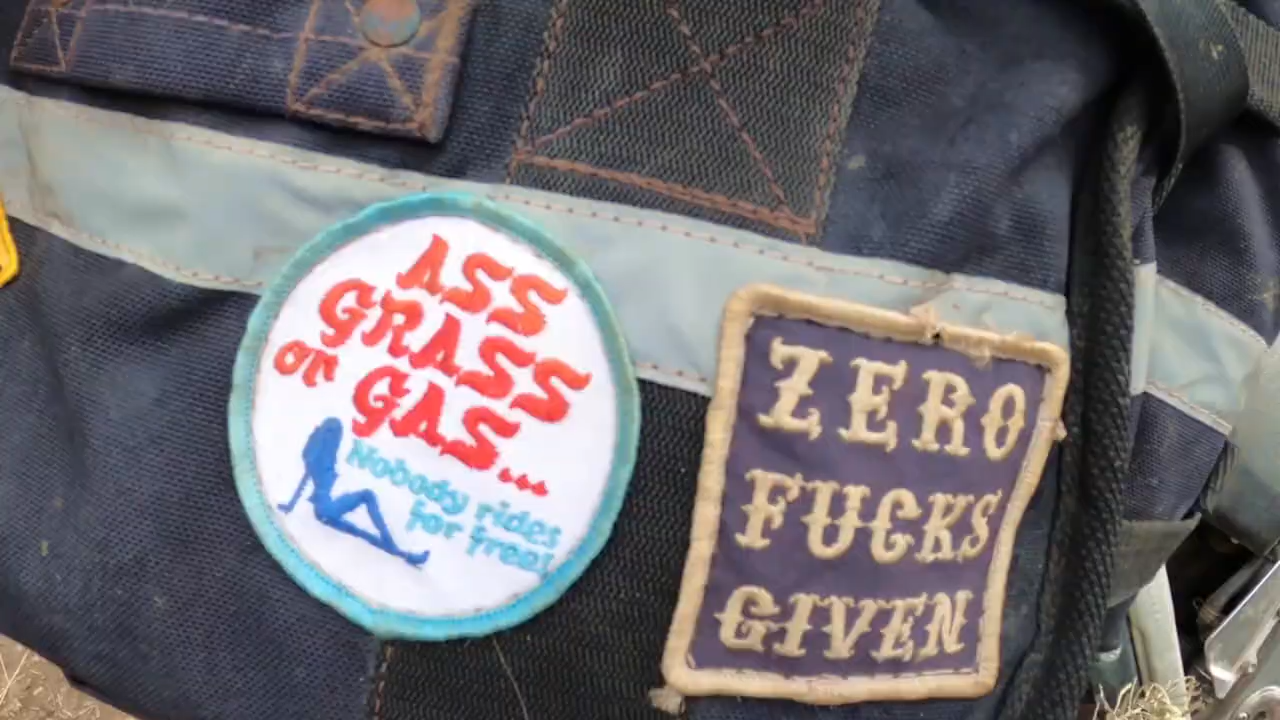 ASS
GRASS
or GAS...
Nobody rides
for free!
ZERO
FUCKS
GIVEN